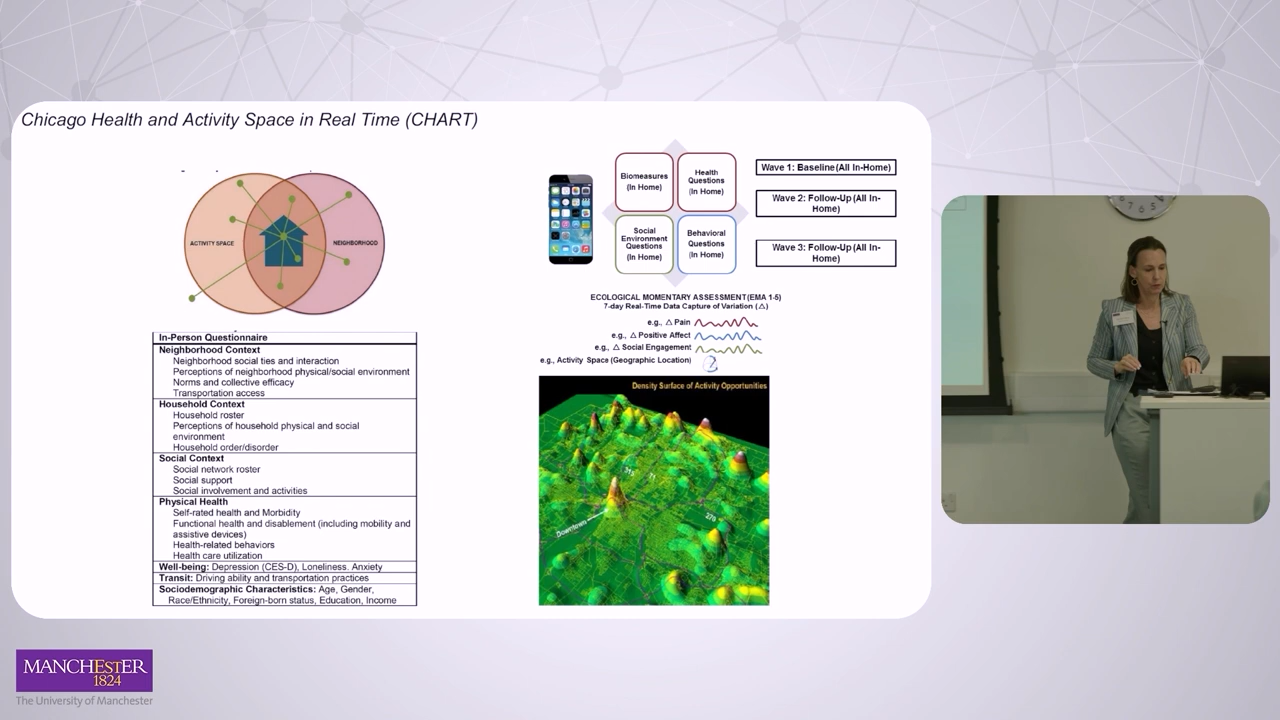 Chicago Health and Activity Space in Real Time (CHART)
ACTIVITY SPACE
NEIGHBORHOOD
In-Person Questionnaire
Neighborhood Context
Neighborhood social ties and interaction
Perceptions of neighborhood physical/social environment
Norms and collective efficacy
Transportation access
Household Context
Household roster
Perceptions of household physical and social
environment
Household order/disorder
Social Context
Social network roster
Social support
Social involvement and activities
Physical Health
Self-rated health and Morbidity
Functional health and disablement (including mobility and
assistive devices)
Health-related behaviors
Health care utilization
Well-being: Depression (CES-D), Loneliness. Anxiety
Transit: Driving ability and transportation practices
Sociodemographic Characteristics: Age, Gender,
Race/Ethnicity, Foreign-born status, Education, Income
Biomeasures
(In Home)
Health
Questions
(In Home)
Social
Environment
Questions
(In Home)
Behavioral
Questions
(In Home)
Wave 1: Baseline (All In-Home)
Wave 2: Follow-Up (All In-
Home)
Wave 3: Follow-Up (All In-
Home)
ECOLOGICAL MOMENTARY ASSESSMENT (EMA 1-5)
7-day Real-Time Data Capture of Variation (△)
e.g., △ Pain
e.g., △ Positive Affect
e.g., △ Social Engagement
e.g., Activity Space (Geographic Location)
Density Surface of Activity Opportunities
Downtown
MANCHESTER
1824
The University of Manchester